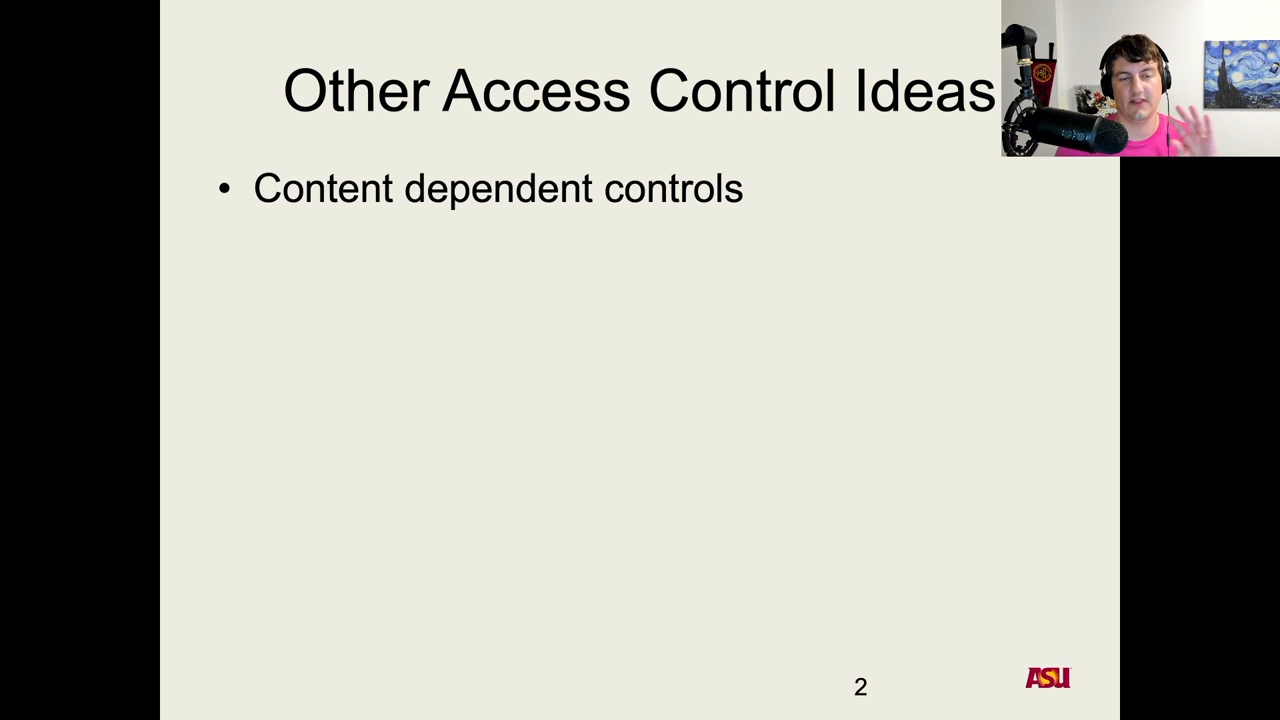 Other Access Control Ideas
• Content dependent controls
2
ASU